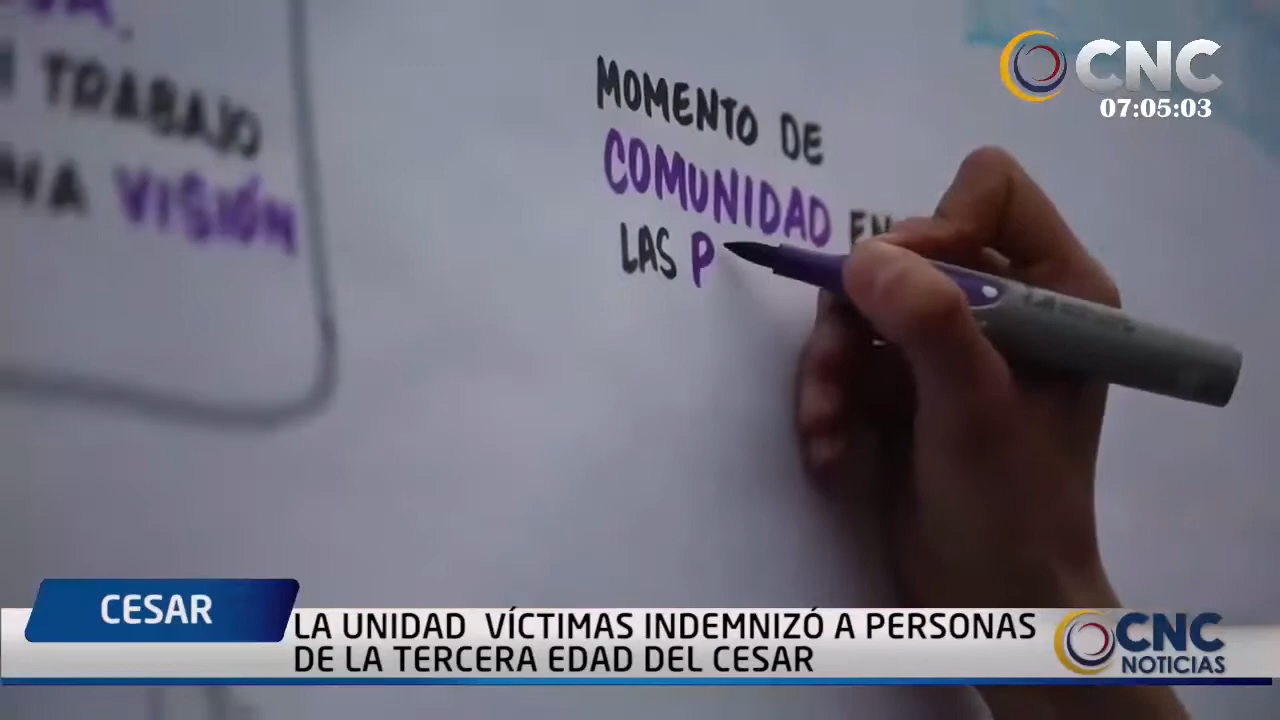 CNC
07:05:03
TRABAJO
VISIÓN
MOMENTO DE
COMUNIDAD EN
LAS P
CESAR
LA UNIDAD VÍCTIMAS INDEMNIZÓ A PERSONAS
DE LA TERCERA EDAD DEL CESAR
CNC
NOTICIAS